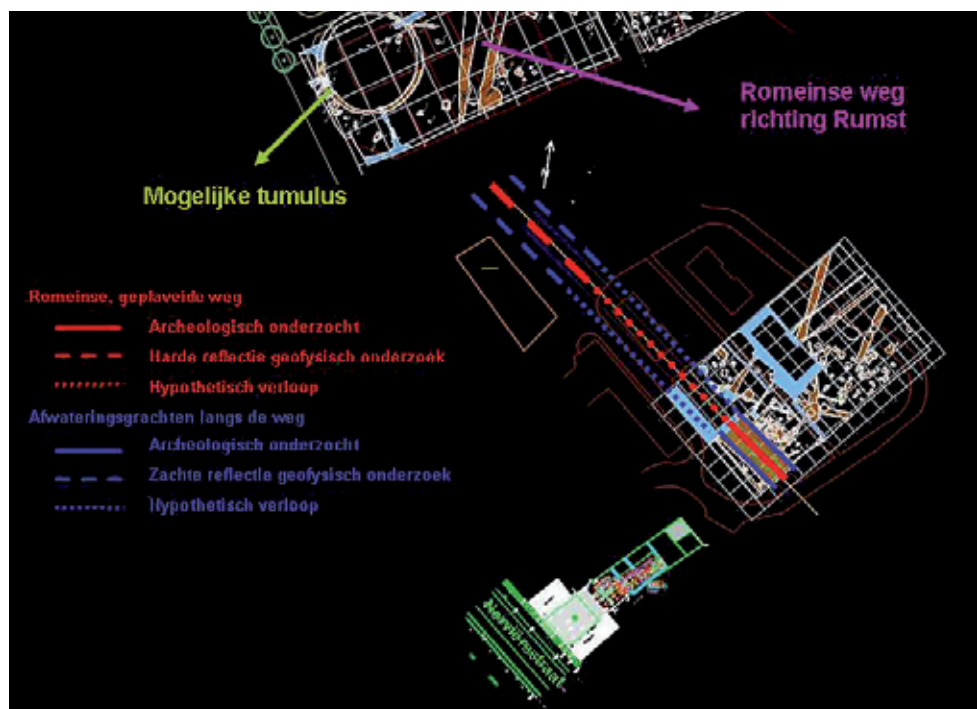 Romeinse weg
richting Rumst
Mogelijke tumulus
Romeinse, geplaveide weg
Archeologisch onderzocht
Harde reflectie geofysisch onderzoek
Hypothetisch verloop
Afwateringsgrachten langs de weg
Archeologisch onderzocht
Zachte reflectie geofysisch onderzoek
Hypothetisch verloop